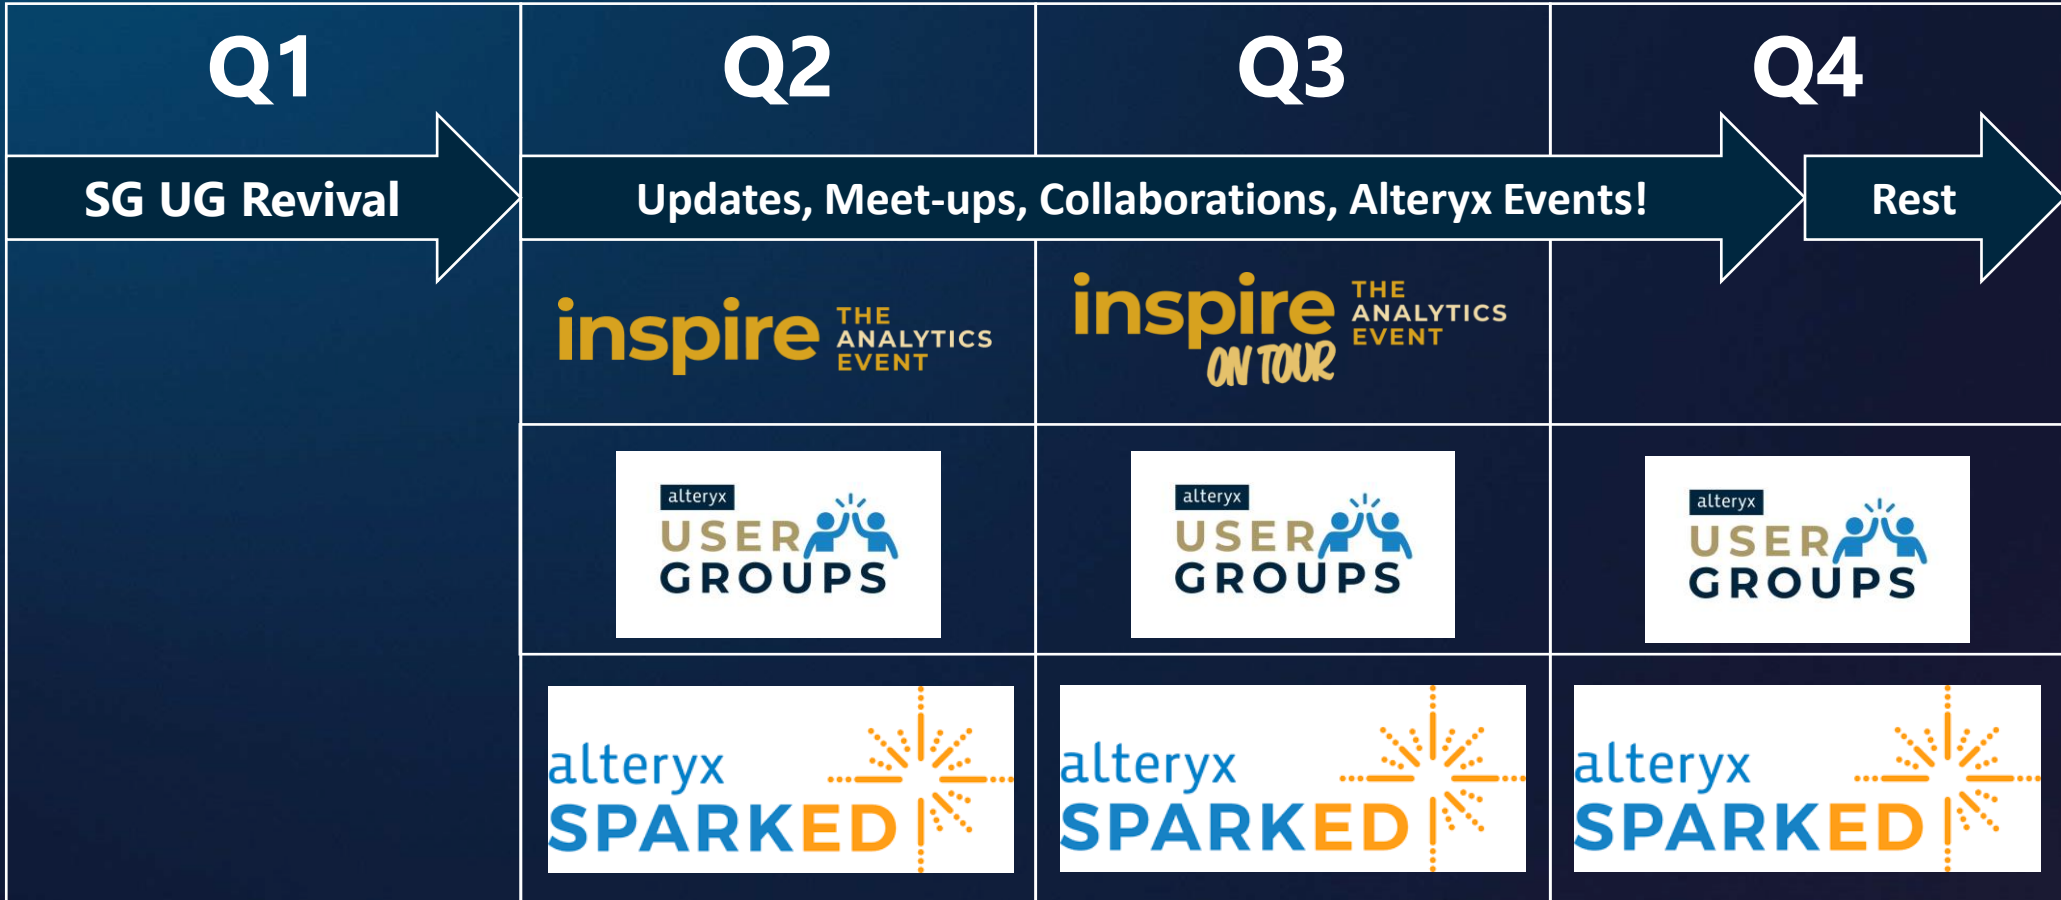 Q1
Q2
Q3
Q4
SG UG Revival
Updates, Meet-ups, Collaborations, Alteryx Events!
Rest
inspire
THE
ANALYTICS
EVENT
inspire
ON TOUR
THE
ANALYTICS
EVENT
alteryx
USER
GROUPS
alteryx
USER
GROUPS
alteryx
USER
GROUPS
alteryx
SPARKED
alteryx
SPARKED
alteryx
SPARKED